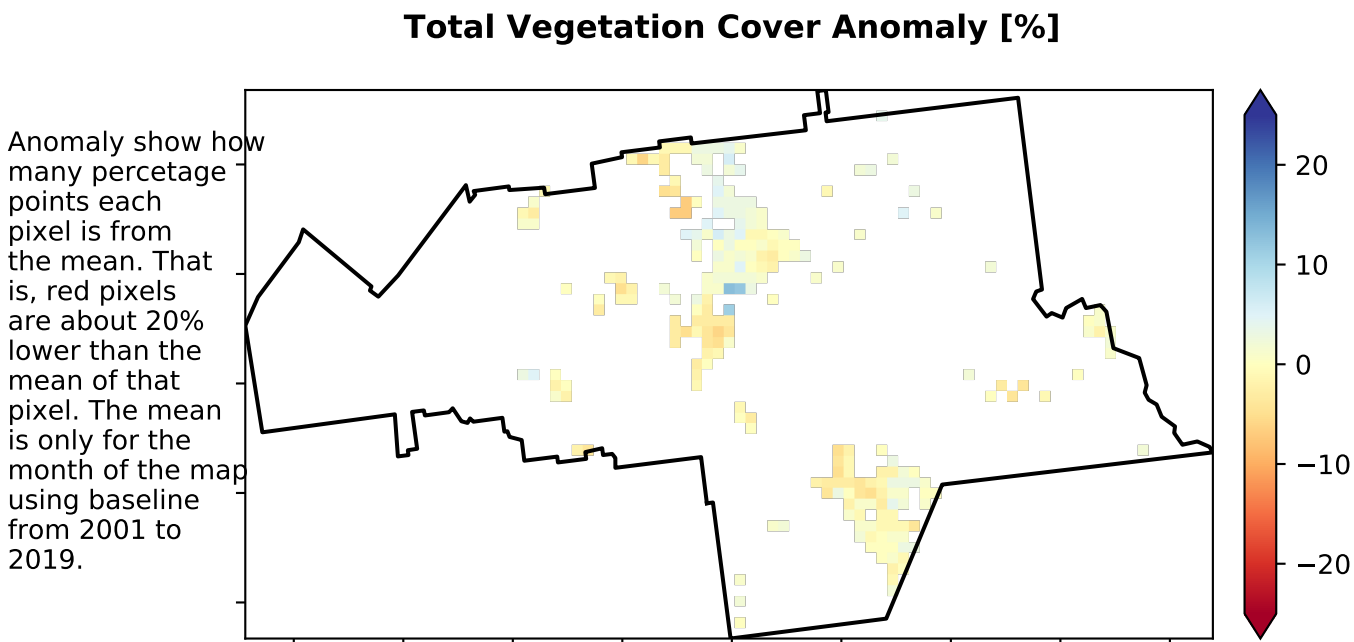 Total Vegetation Cover Anomaly [%]
Anomaly show how
many percetage
points each
pixel is from
the mean. That
is, red pixels
are about 20%
lower than the
mean of that
pixel. The mean
is only for the
month of the map
using baseline
from 2001 to
2019.
20
10
0
−10
−20